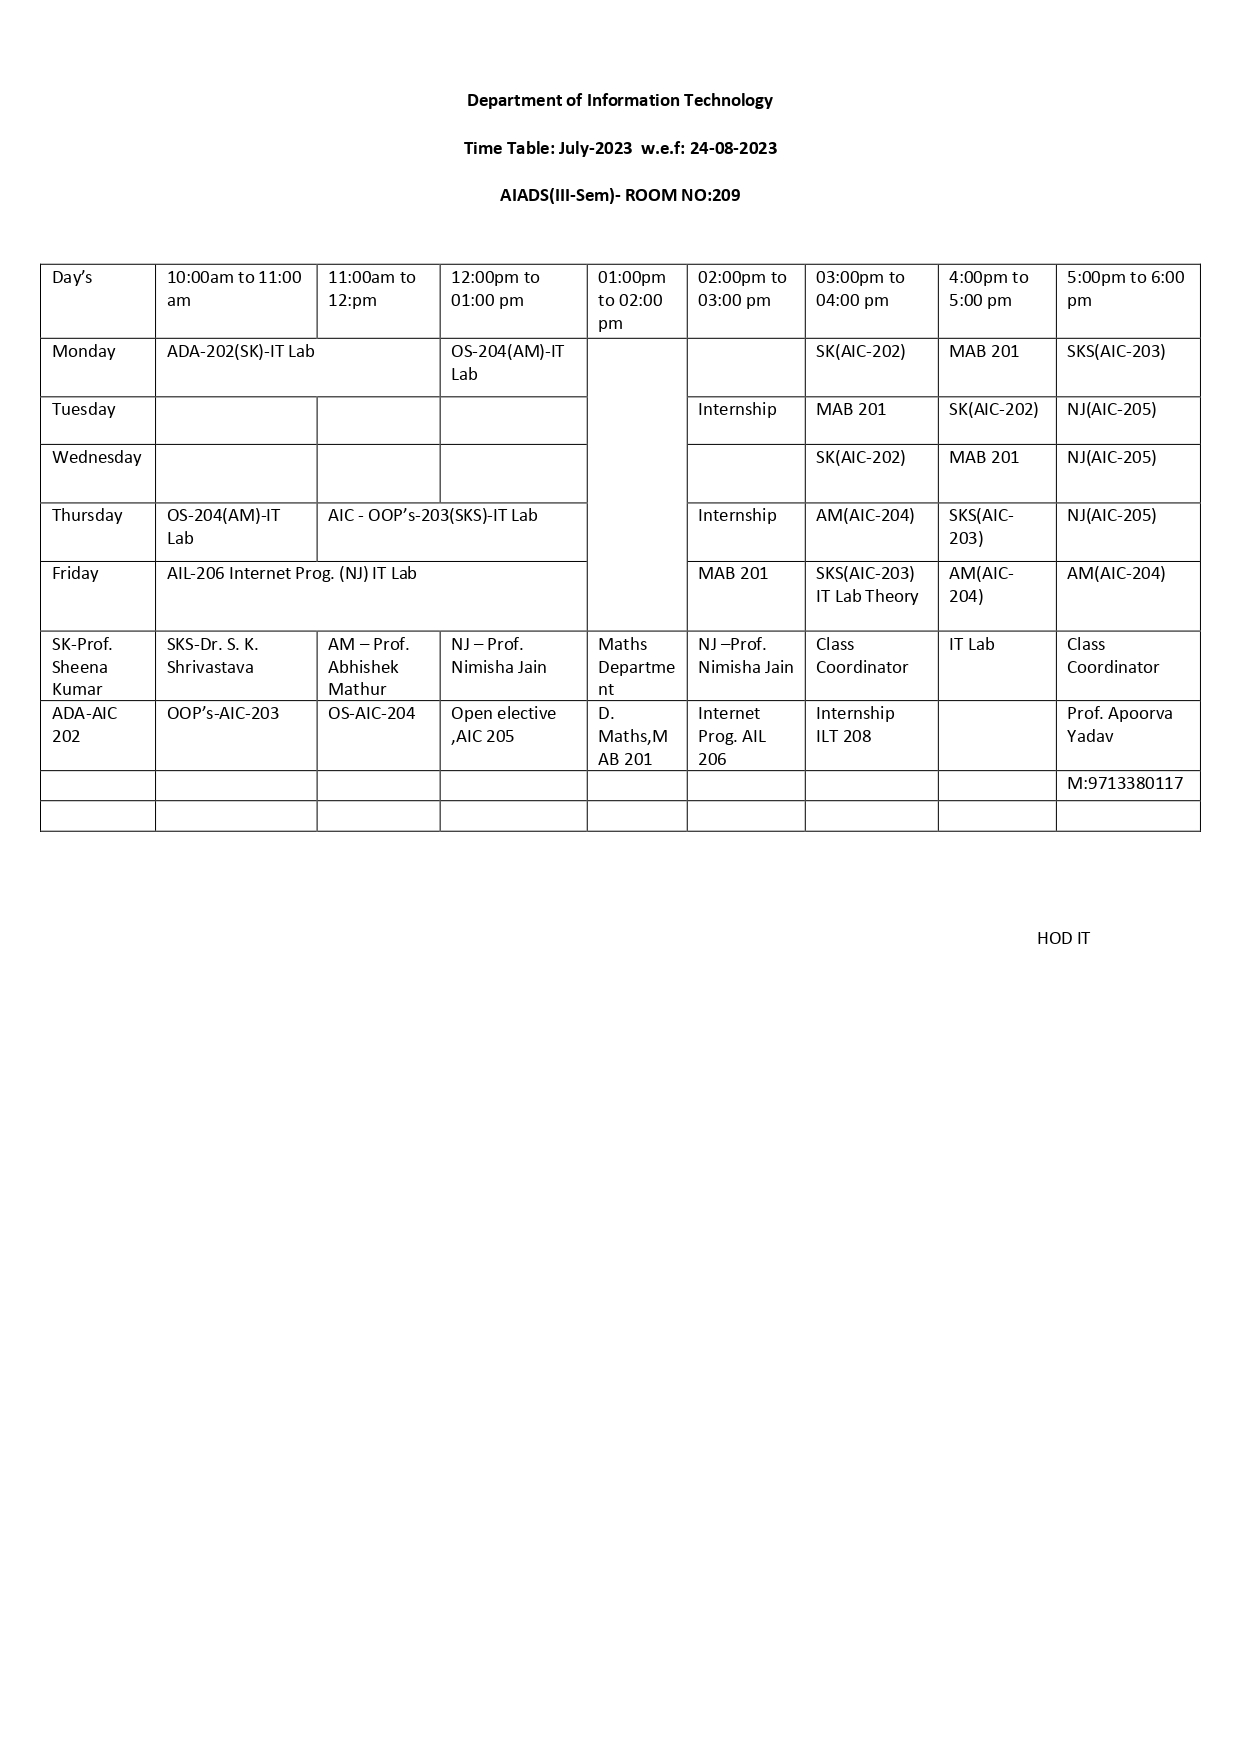 Department of Information Technology
Time Table: July-2023 w.e.f: 24-08-2023
AIADS(III-Sem)- ROOM NO:209
Day’s 10:00am to 11:00 am 11:00am to 12:pm 12:00pm to 01:00 pm 01:00pm to 02:00 pm 02:00pm to 03:00 pm 03:00pm to 04:00 pm 4:00pm to 5:00 pm 5:00pm to 6:00 pm
Monday ADA-202(SK)-IT Lab OS-204(AM)-IT Lab SK(AIC-202) MAB 201 SKS(AIC-203)
Tuesday Internship MAB 201 SK(AIC-202) NJ(AIC-205)
Wednesday SK(AIC-202) MAB 201 NJ(AIC-205)
Thursday OS-204(AM)-IT Lab AIC - OOP’s-203(SKS)-IT Lab Internship AM(AIC-204) SKS(AIC-203) NJ(AIC-205)
Friday AIL-206 Internet Prog. (NJ) IT Lab MAB 201 SKS(AIC-203) IT Lab Theory AM(AIC-204) AM(AIC-204)
SK-Prof. Sheena Kumar SKS-Dr. S. K. Shrivastava AM – Prof. Abhishek Mathur NJ – Prof. Nimisha Jain Maths Department NJ –Prof. Nimisha Jain Class Coordinator IT Lab Class Coordinator
ADA-AIC 202 OOP’s-AIC-203 OS-AIC-204 Open elective ,AIC 205 D. Maths,MAB 201 Internet Prog. AIL 206 Internship ILT 208 Prof. Apoorva Yadav
M:9713380117
HOD IT